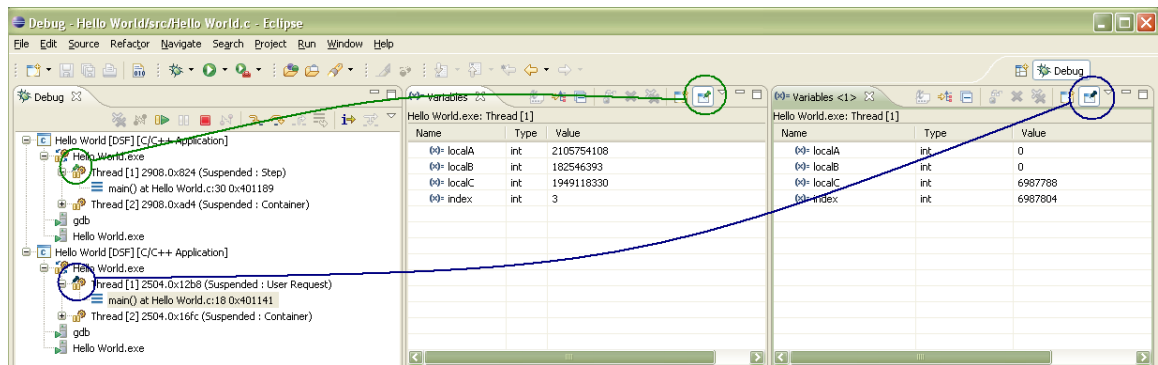 Debug - Hello World/src/Hello World.c - Eclipse
File Edit Source Refactor Navigate Search Project Run Window Help
Debug
Debug
Hello World [DSF] [C/C++ Application]
Hello World.exe
Thread [1] 2908.0x824 (Suspended : Step)
main() at Hello World.c:30 0x401189
Thread [2] 2908.0xad4 (Suspended : Container)
gdb
Hello World.exe
Hello World [DSF] [C/C++ Application]
Hello World.exe
Thread [1] 2504.0x12b8 (Suspended : User Request)
main() at Hello World.c:18 0x401141
Thread [2] 2504.0x16fc (Suspended : Container)
gdb
Hello World.exe
(x)= Variables
Hello World.exe: Thread [1]
Name Type Value
(x)= localA int 2105754108
(x)= localB int 182546393
(x)= localC int 1949118330
(x)= index int 3
(x)= Variables <1>
Hello World.exe: Thread [1]
Name Type Value
(x)= localA int 0
(x)= localB int 0
(x)= localC int 6987788
(x)= index int 6987804